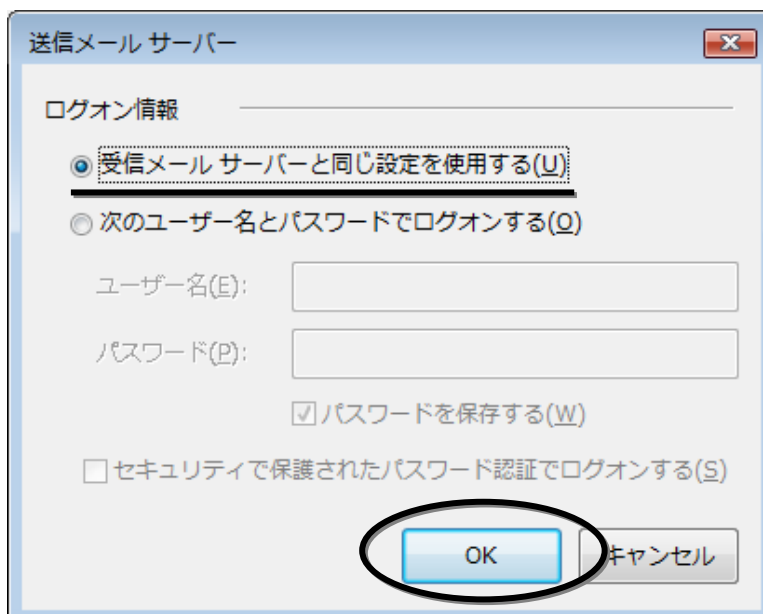 送信メール サーバー
ログオン情報
受信メール サーバーと同じ設定を使用する(U)
次のユーザー名とパスワードでログオンする(O)
ユーザー名(E):
パスワード(P):
パスワードを保存する(W)
セキュリティで保護されたパスワード認証でログオンする(S)
OK キャンセル